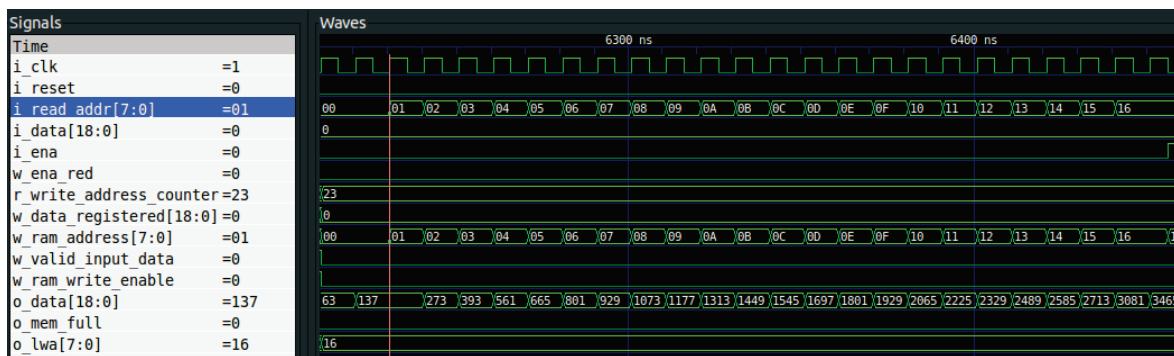 Signals Waves
Time 6300 ns 6400 ns
i_clk =1
i_reset =0
i_read_addr[7:0] =01 00 01 02 03 04 05 06 07 08 09 0A 0B 0C 0D 0E 0F 10 11 12 13 14 15 16
i_data[18:0] =0 0
i_ena =0
w_ena_red =0
r_write_address_counter =23 23
w_data_registered[18:0] =0 0
w_ram_address[7:0] =01 00 01 02 03 04 05 06 07 08 09 0A 0B 0C 0D 0E 0F 10 11 12 13 14 15 16
w_valid_input_data =0
w_ram_write_enable =0
o_data[18:0] =137 63 137 273 393 561 665 801 929 1073 1177 1313 1449 1545 1697 1801 1929 2065 2225 2329 2489 2585 2713 3081
o_mem_full =0
o_lwa[7:0] =16 16